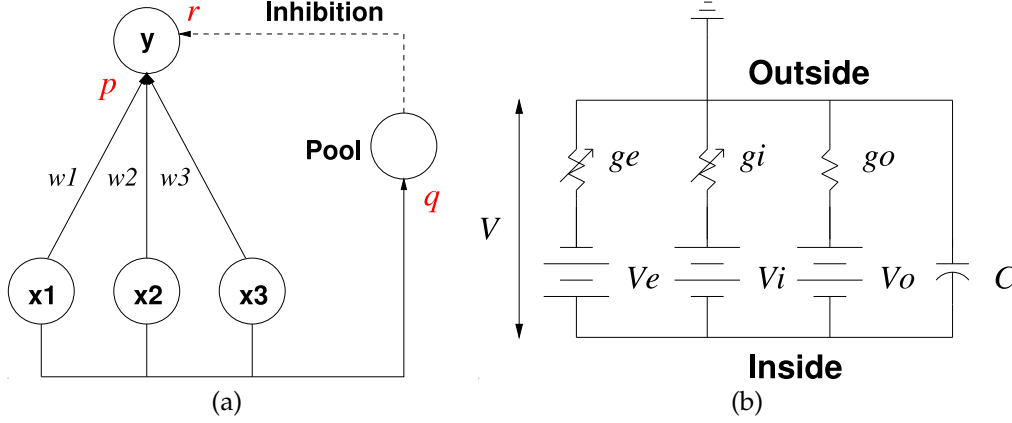 r
Inhibition
y
p
Pool
w1 w2 w3
q
x1 x2 x3
(a)
Outside
ge gi go
V
Ve Vi Vo C
Inside
(b)